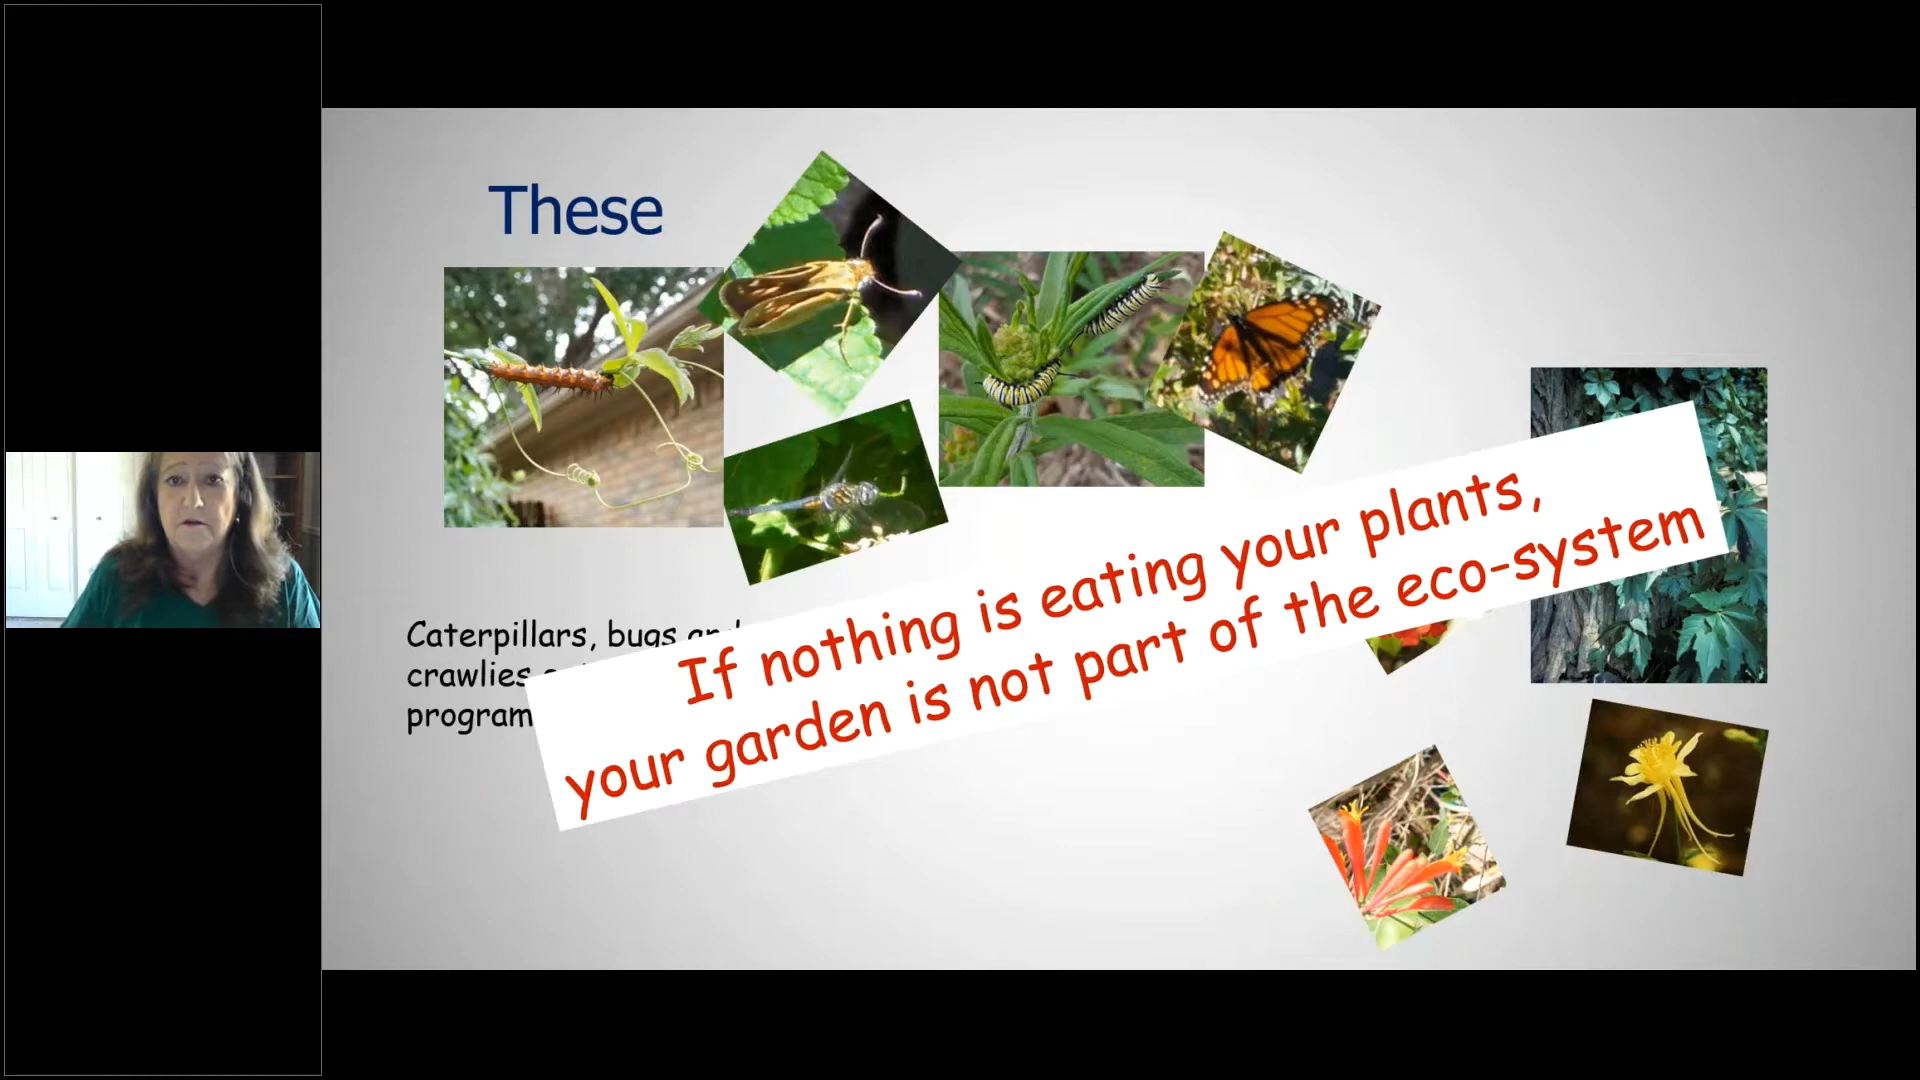 These
Caterpillars, bugs
crawlies
program
If nothing is eating your plants,
your garden is not part of the eco-system